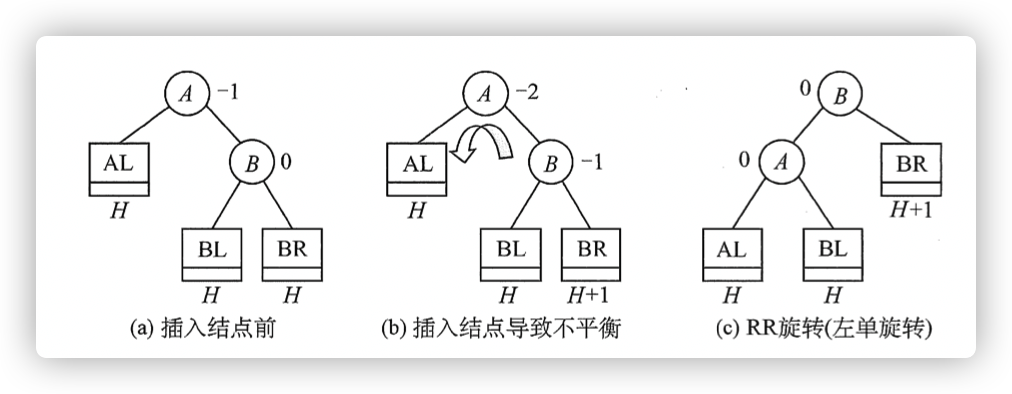 A -1
AL
H
B 0
BL
H
BR
H
(a) 插入结点前
A -2
AL
H
B -1
BL
H
BR
H+1
(b) 插入结点导致不平衡
0 B
0 A
BR
H+1
AL
H
BL
H
(c) RR旋转(左单旋转)